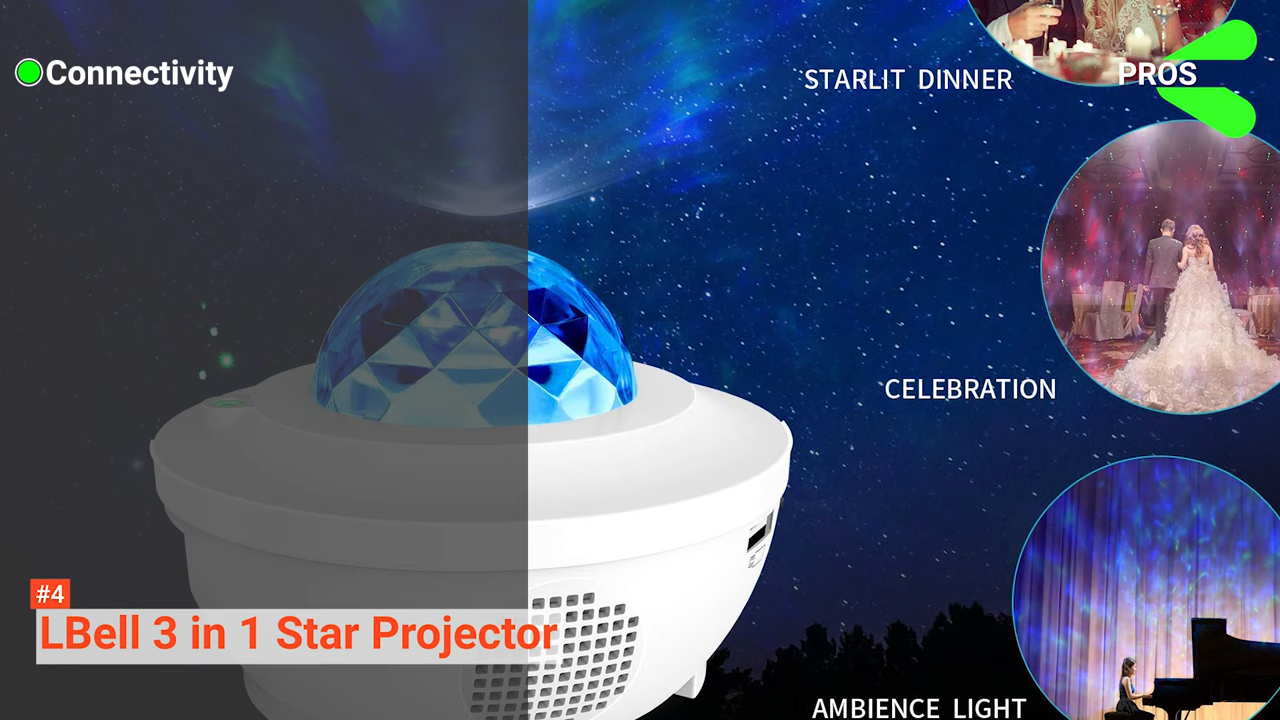 Connectivity
STARLIT DINNER
PROS
CELEBRATION
#4
LBell 3 in 1 Star Projector
AMBIENCE LIGHT